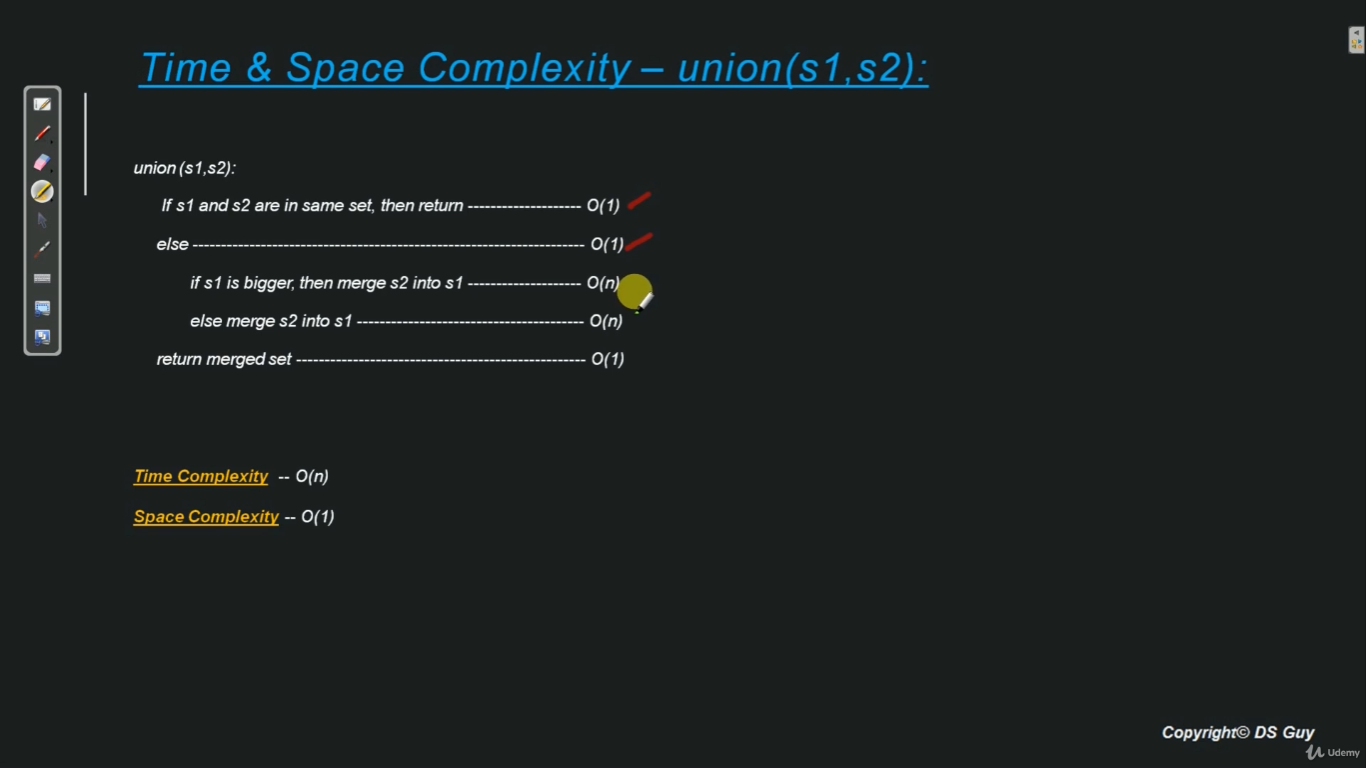 Time & Space Complexity – union(s1,s2):
union (s1,s2):
If s1 and s2 are in same set, then return -------------------- O(1)
else ---------------------------------------------------------------------- O(1)
if s1 is bigger, then merge s2 into s1 -------------------- O(n)
else merge s2 into s1 ---------------------------------------- O(n)
return merged set --------------------------------------------------- O(1)
Time Complexity -- O(n)
Space Complexity -- O(1)
Copyright© DS Guy
Udemy